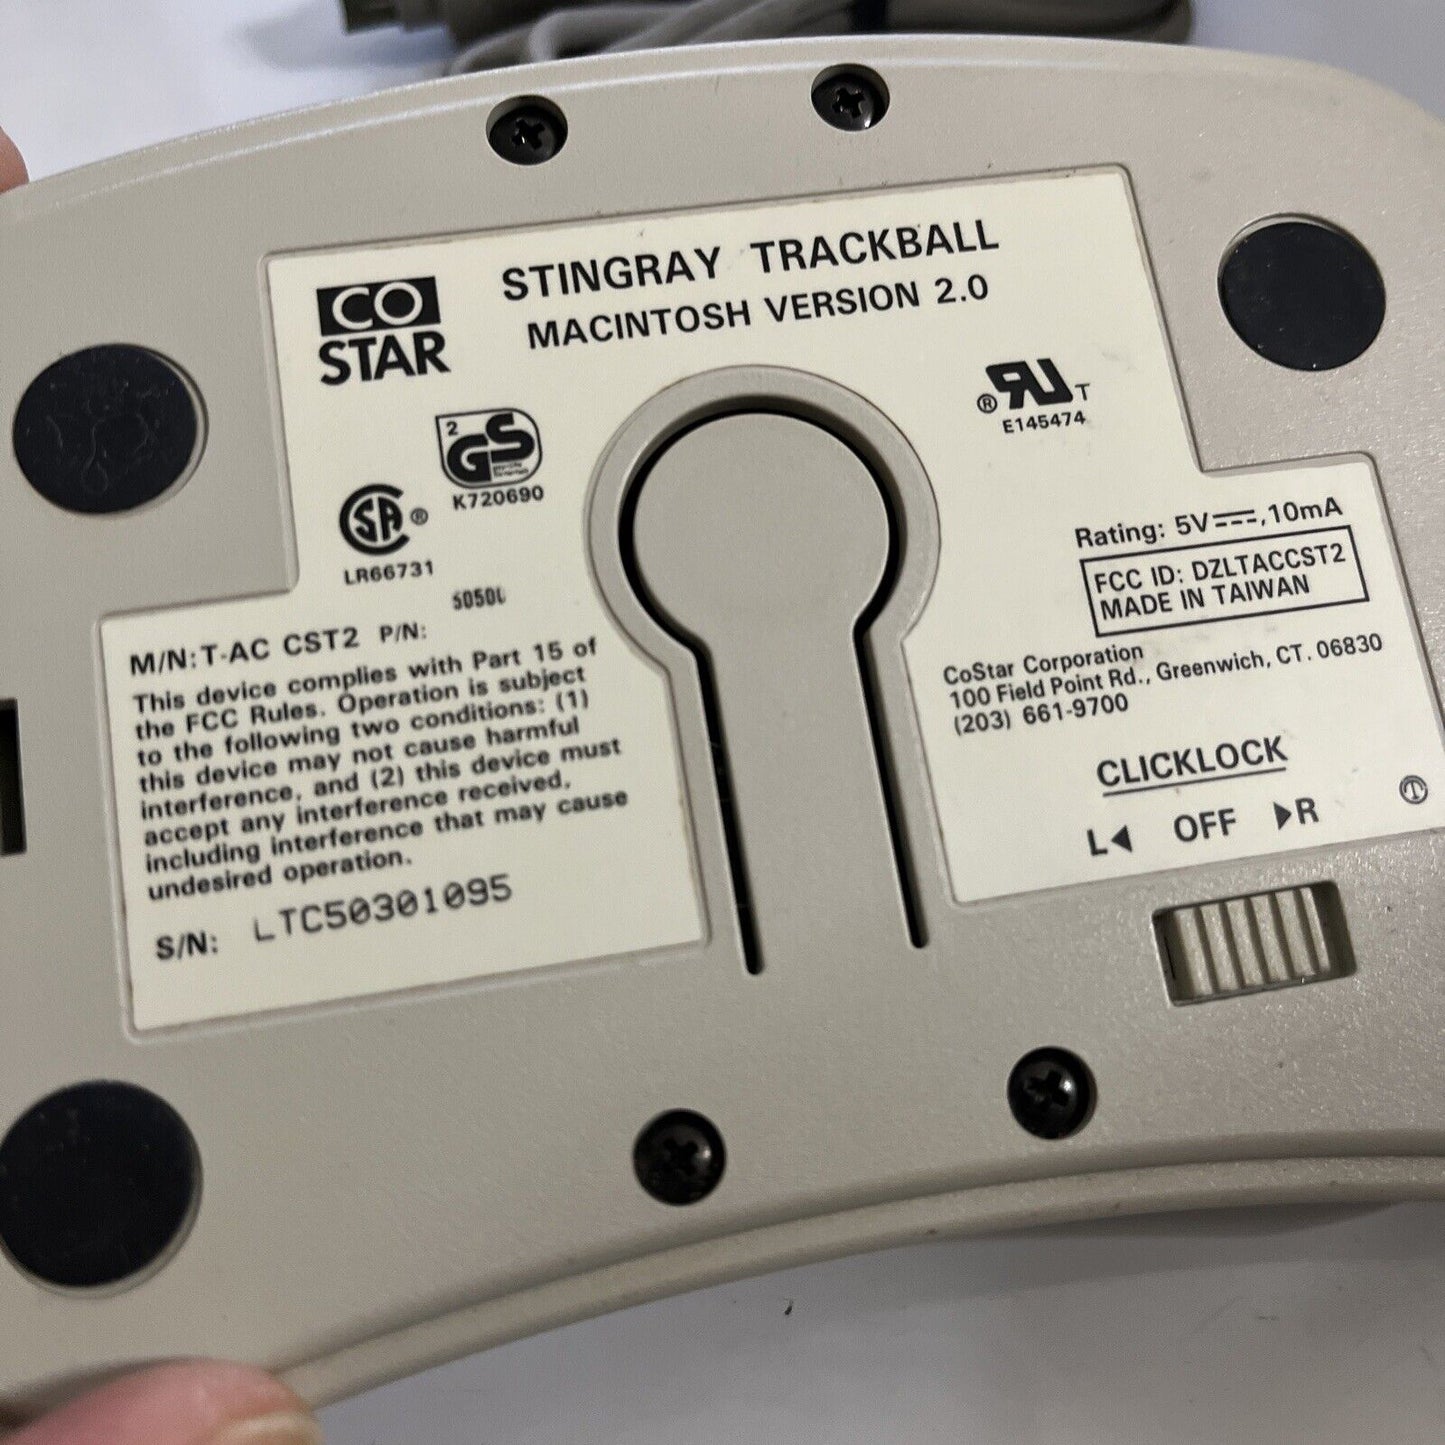 CO
STAR
STINGRAY TRACKBALL
MACINTOSH VERSION 2.0
2
GS
K720690
SA ®
LR66731
® RU T
E145474
Rating: 5V⎓, 10mA
FCC ID: DZLTACCST2
MADE IN TAIWAN
CoStar Corporation
100 Field Point Rd., Greenwich, CT. 06830
(203) 661-9700
CLICKLOCK
L◀ OFF ▶R
T
M/N: T-AC CST2 P/N:
This device complies with Part 15 of
the FCC Rules. Operation is subject
to the following two conditions: (1)
this device may not cause harmful
interference, and (2) this device must
accept any interference received,
including interference that may cause
undesired operation.
S/N: LTC50301095